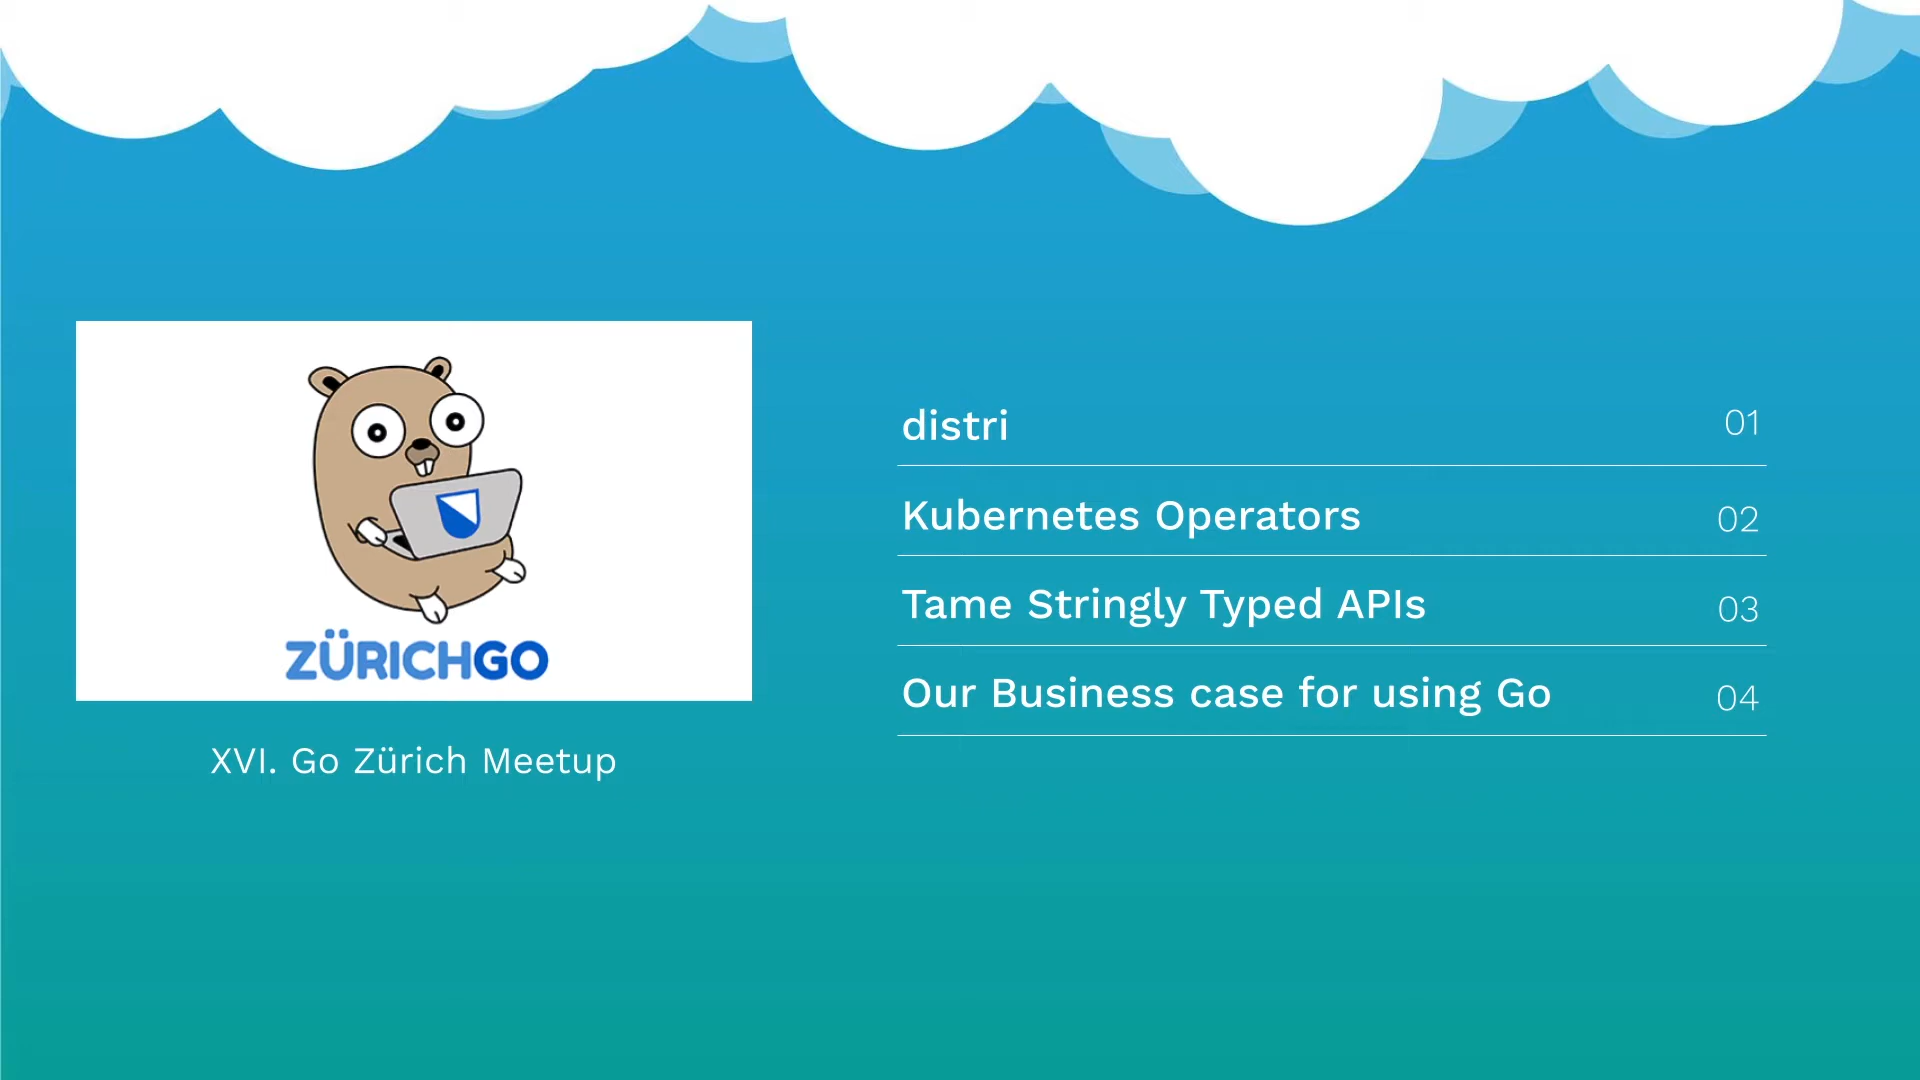 ZÜRICHGO
XVI. Go Zürich Meetup
distri 01
Kubernetes Operators 02
Tame Stringly Typed APIs 03
Our Business case for using Go 04